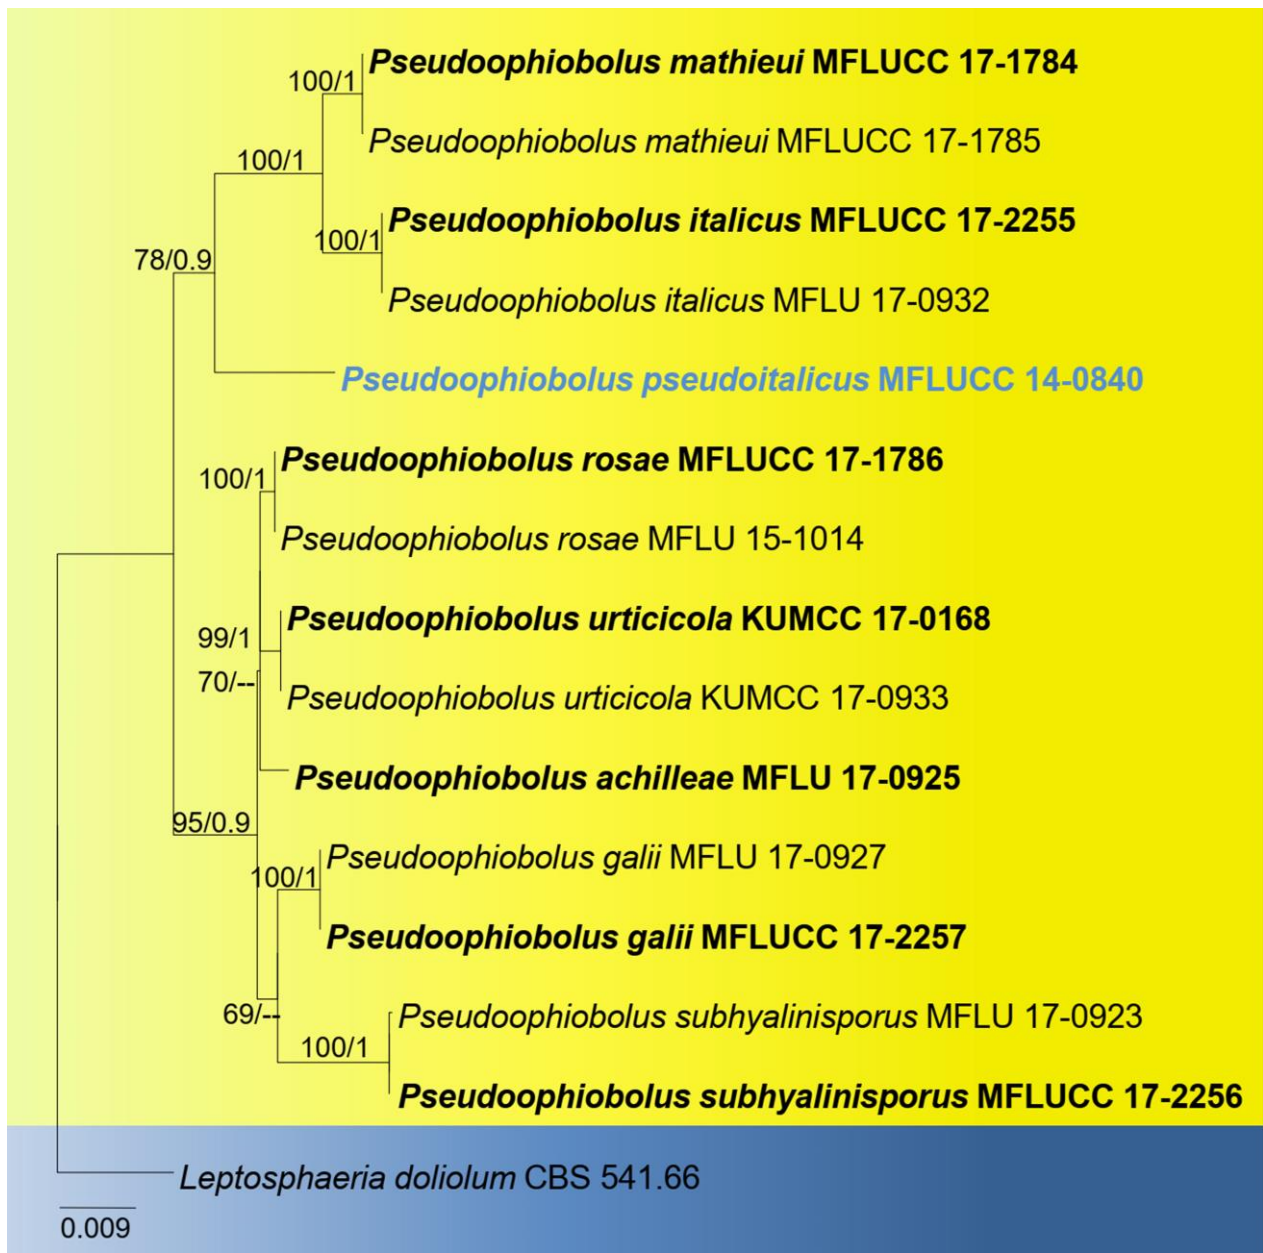 Pseudoophiobolus mathieui MFLUCC 17-1784
100/1
Pseudoophiobolus mathieui MFLUCC 17-1785
100/1
Pseudoophiobolus italicus MFLUCC 17-2255
100/1
78/0.9
Pseudoophiobolus italicus MFLU 17-0932
Pseudoophiobolus pseudoitalicus MFLUCC 14-0840
Pseudoophiobolus rosae MFLUCC 17-1786
100/1
Pseudoophiobolus rosae MFLU 15-1014
Pseudoophiobolus urticicola KUMCC 17-0168
99/1
70/--
Pseudoophiobolus urticicola KUMCC 17-0933
Pseudoophiobolus achilleae MFLU 17-0925
95/0.9
Pseudoophiobolus galii MFLU 17-0927
100/1
Pseudoophiobolus galii MFLUCC 17-2257
69/--
Pseudoophiobolus subhyalinisporus MFLU 17-0923
100/1
Pseudoophiobolus subhyalinisporus MFLUCC 17-2256
Leptosphaeria doliolum CBS 541.66
0.009